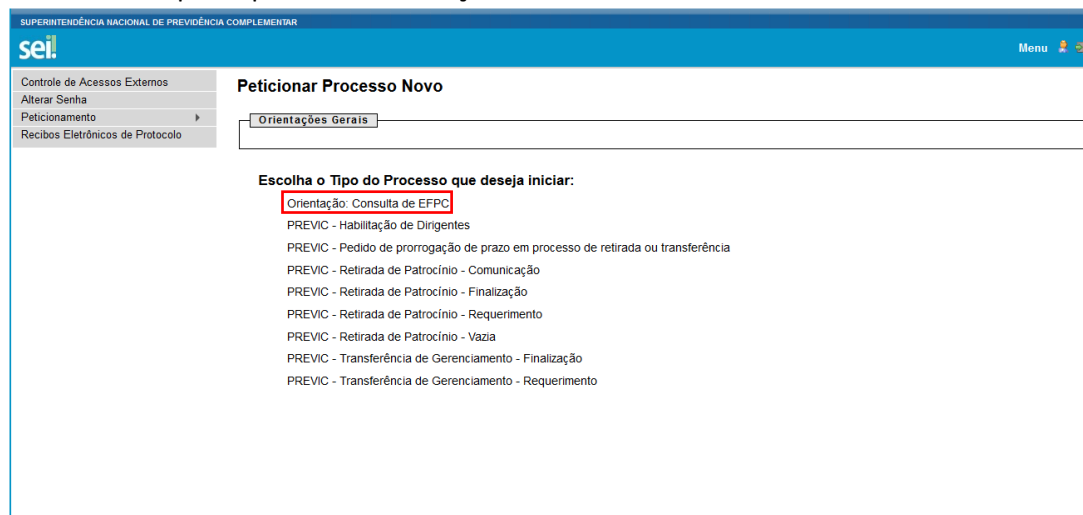 SUPERINTENDÊNCIA NACIONAL DE PREVIDÊNCIA COMPLEMENTAR
sei!
Menu
Controle de Acessos Externos
Alterar Senha
Peticionamento
Recibos Eletrônicos de Protocolo
Peticionar Processo Novo
Orientações Gerais
Escolha o Tipo do Processo que deseja iniciar:
Orientação: Consulta de EFPC
PREVIC - Habilitação de Dirigentes
PREVIC - Pedido de prorrogação de prazo em processo de retirada ou transferência
PREVIC - Retirada de Patrocínio - Comunicação
PREVIC - Retirada de Patrocínio - Finalização
PREVIC - Retirada de Patrocínio - Requerimento
PREVIC - Retirada de Patrocínio - Vazia
PREVIC - Transferência de Gerenciamento - Finalização
PREVIC - Transferência de Gerenciamento - Requerimento